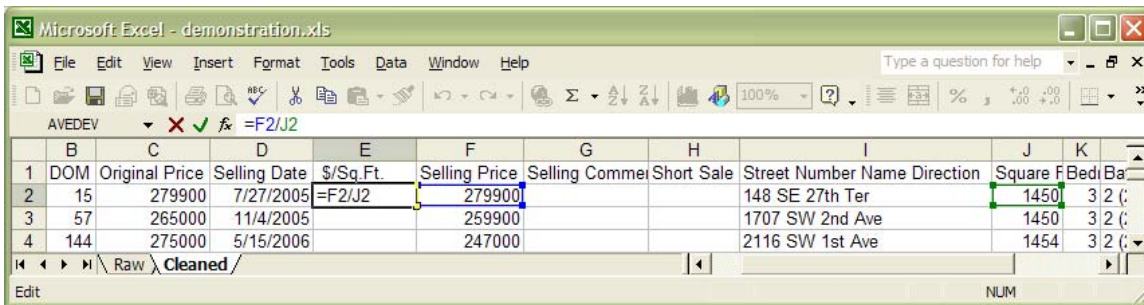 Microsoft Excel - demonstration.xls
File Edit View Insert Format Tools Data Window Help Type a question for help
ABC Σ A Z Z A 100% ? % , .00 .00
AVEDEV fx =F2/J2
B C D E F G H I J K
1 DOM Original Price Selling Date $/Sq.Ft. Selling Price Selling Commer Short Sale Street Number Name Direction Square F Bedr Ba
2 15 279900 7/27/2005 =F2/J2 279900 148 SE 27th Ter 1450 3 2 (
3 57 265000 11/4/2005 259900 1707 SW 2nd Ave 1450 3 2 (
4 144 275000 5/15/2006 247000 2116 SW 1st Ave 1454 3 2 (
Raw Cleaned
Edit NUM